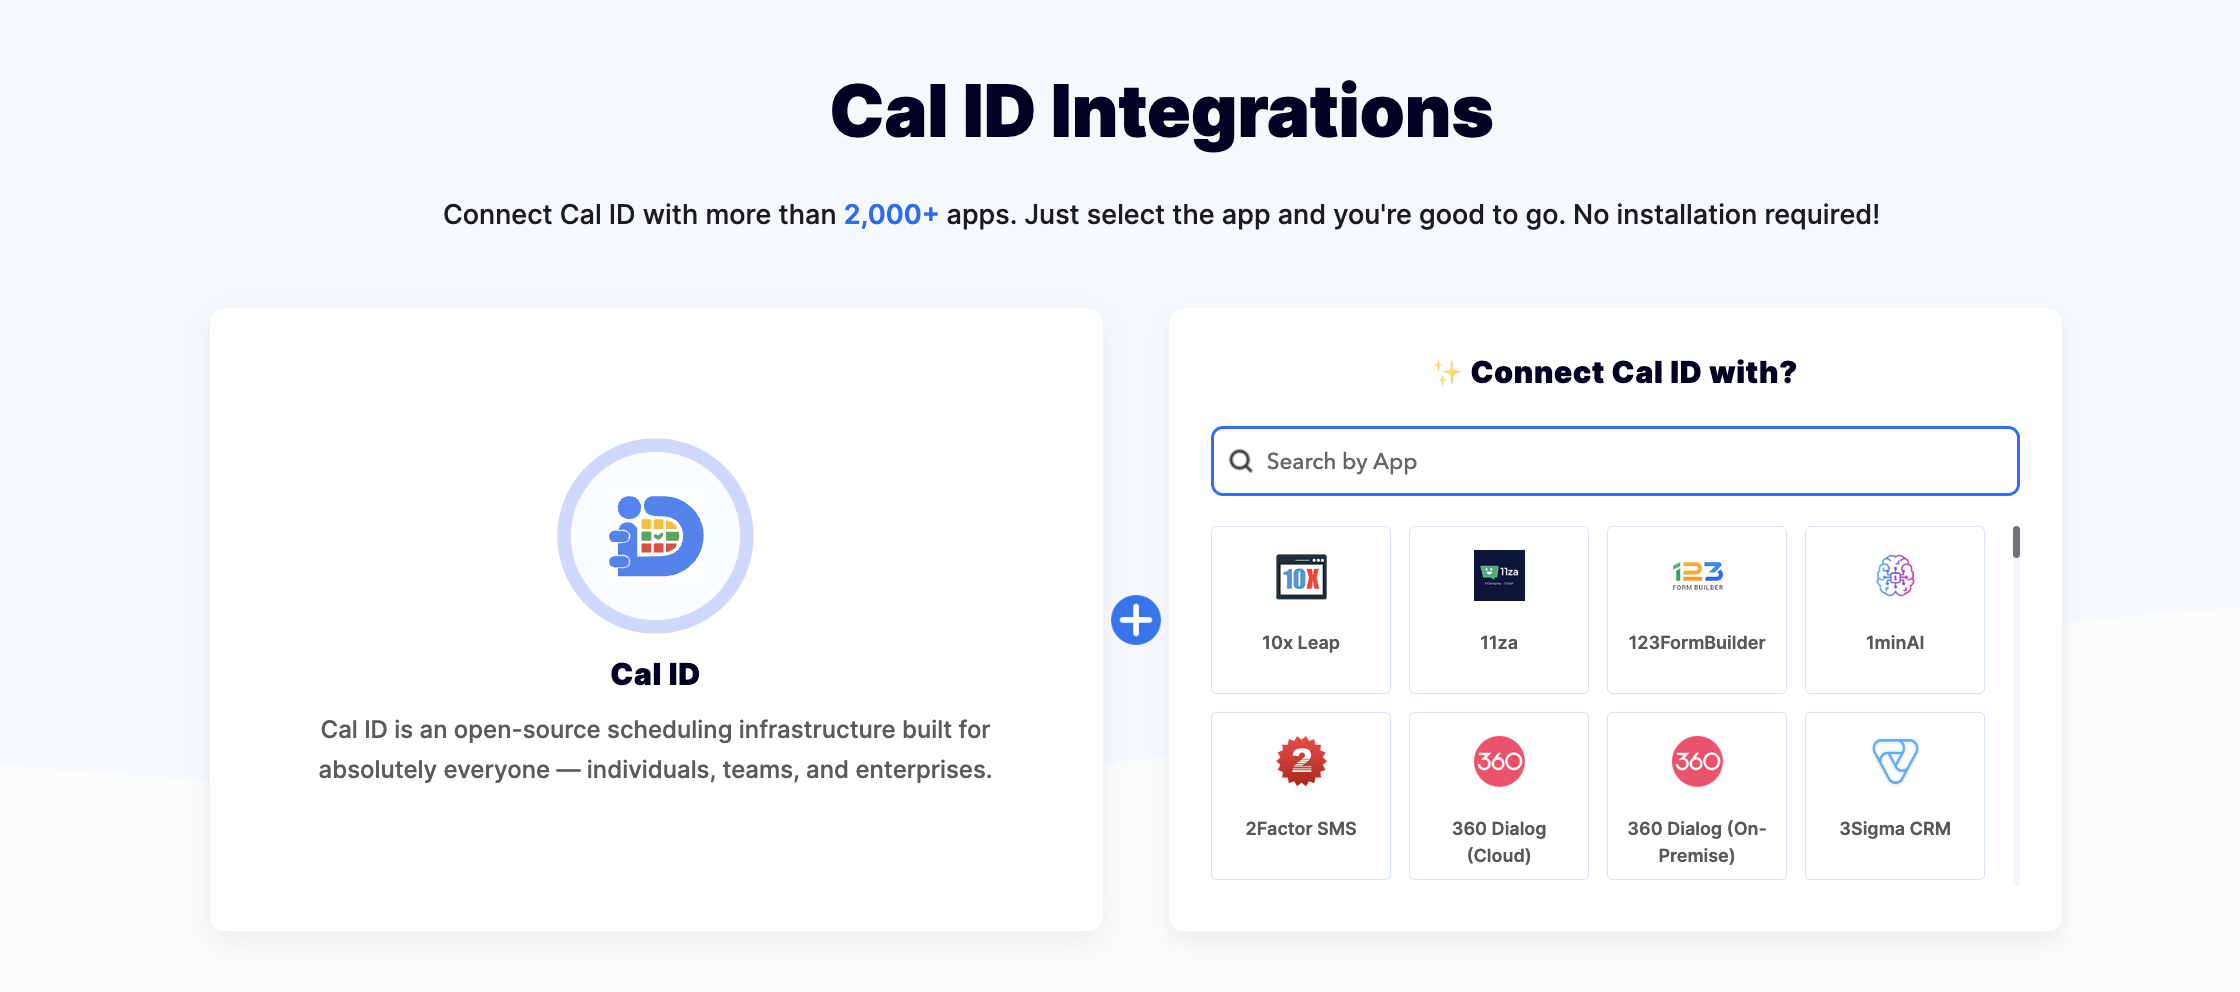 Cal ID Integrations
Connect Cal ID with more than 2,000+ apps. Just select the app and you're good to go. No installation required!
Cal ID
Cal ID is an open-source scheduling infrastructure built for
absolutely everyone — individuals, teams, and enterprises.
✨ Connect Cal ID with?
Search by App
10X
10x Leap
11za
11za
123
FORM BUILDER
123FormBuilder
1minAI
2
2Factor SMS
360
360 Dialog
(Cloud)
360
360 Dialog (On-
Premise)
3Sigma CRM